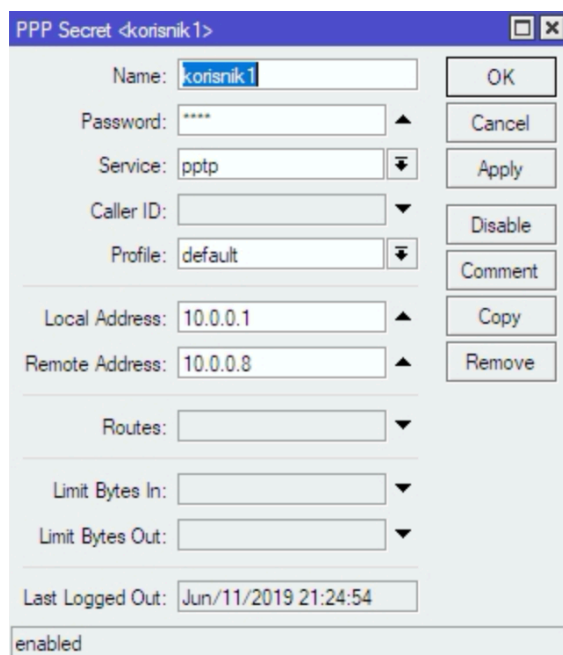 PPP Secret <korisnik1>
Name: korisnik1
OK
Password: ****
Cancel
Service: pptp
Apply
Caller ID:
Disable
Profile: default
Comment
Local Address: 10.0.0.1
Copy
Remote Address: 10.0.0.8
Remove
Routes:
Limit Bytes In:
Limit Bytes Out:
Last Logged Out: Jun/11/2019 21:24:54
enabled